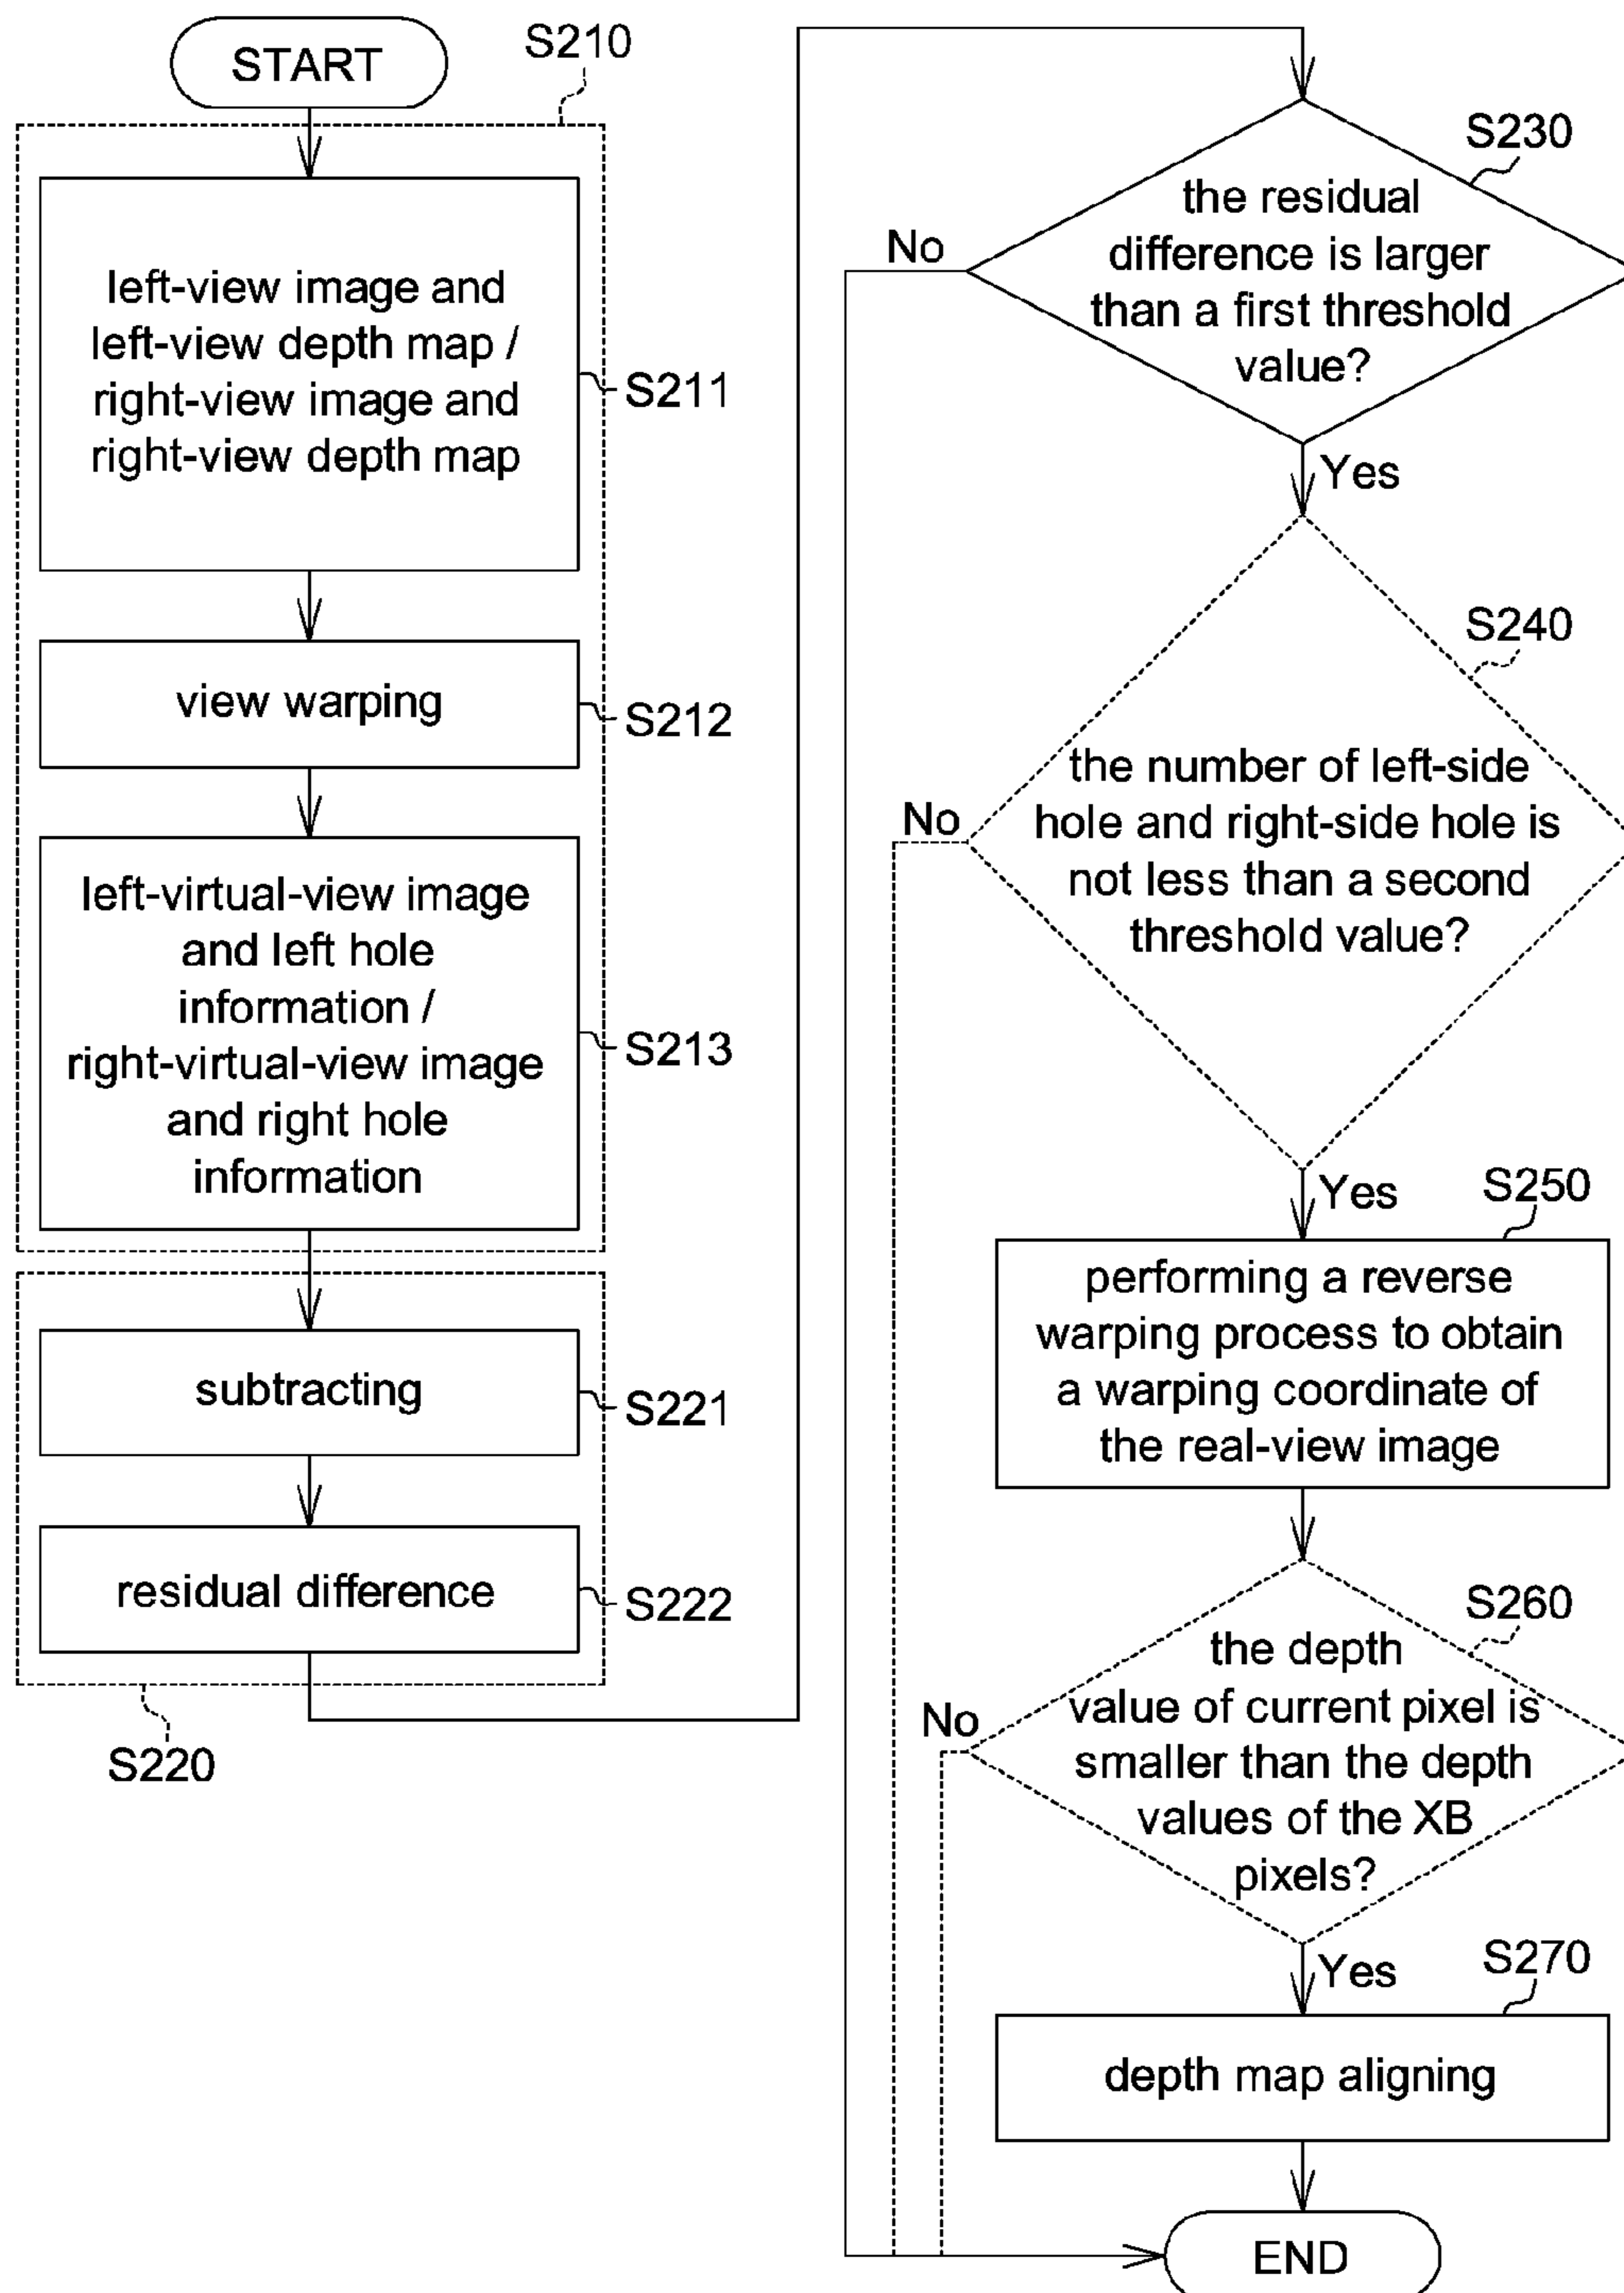 START
S210
left-view image and
left-view depth map /
right-view image and
right-view depth map
S211
view warping
S212
left-virtual-view image
and left hole
information /
right-virtual-view image
and right hole
information
S213
subtracting
S221
residual difference
S222
S220
S230
the residual
difference is larger
than a first threshold
value?
No
Yes
S240
the number of left-side
hole and right-side hole is
not less than a second
threshold value?
No
Yes
S250
performing a reverse
warping process to obtain
a warping coordinate of
the real-view image
S260
the depth
value of current pixel is
smaller than the depth
values of the XB
pixels?
No
Yes
S270
depth map aligning
END